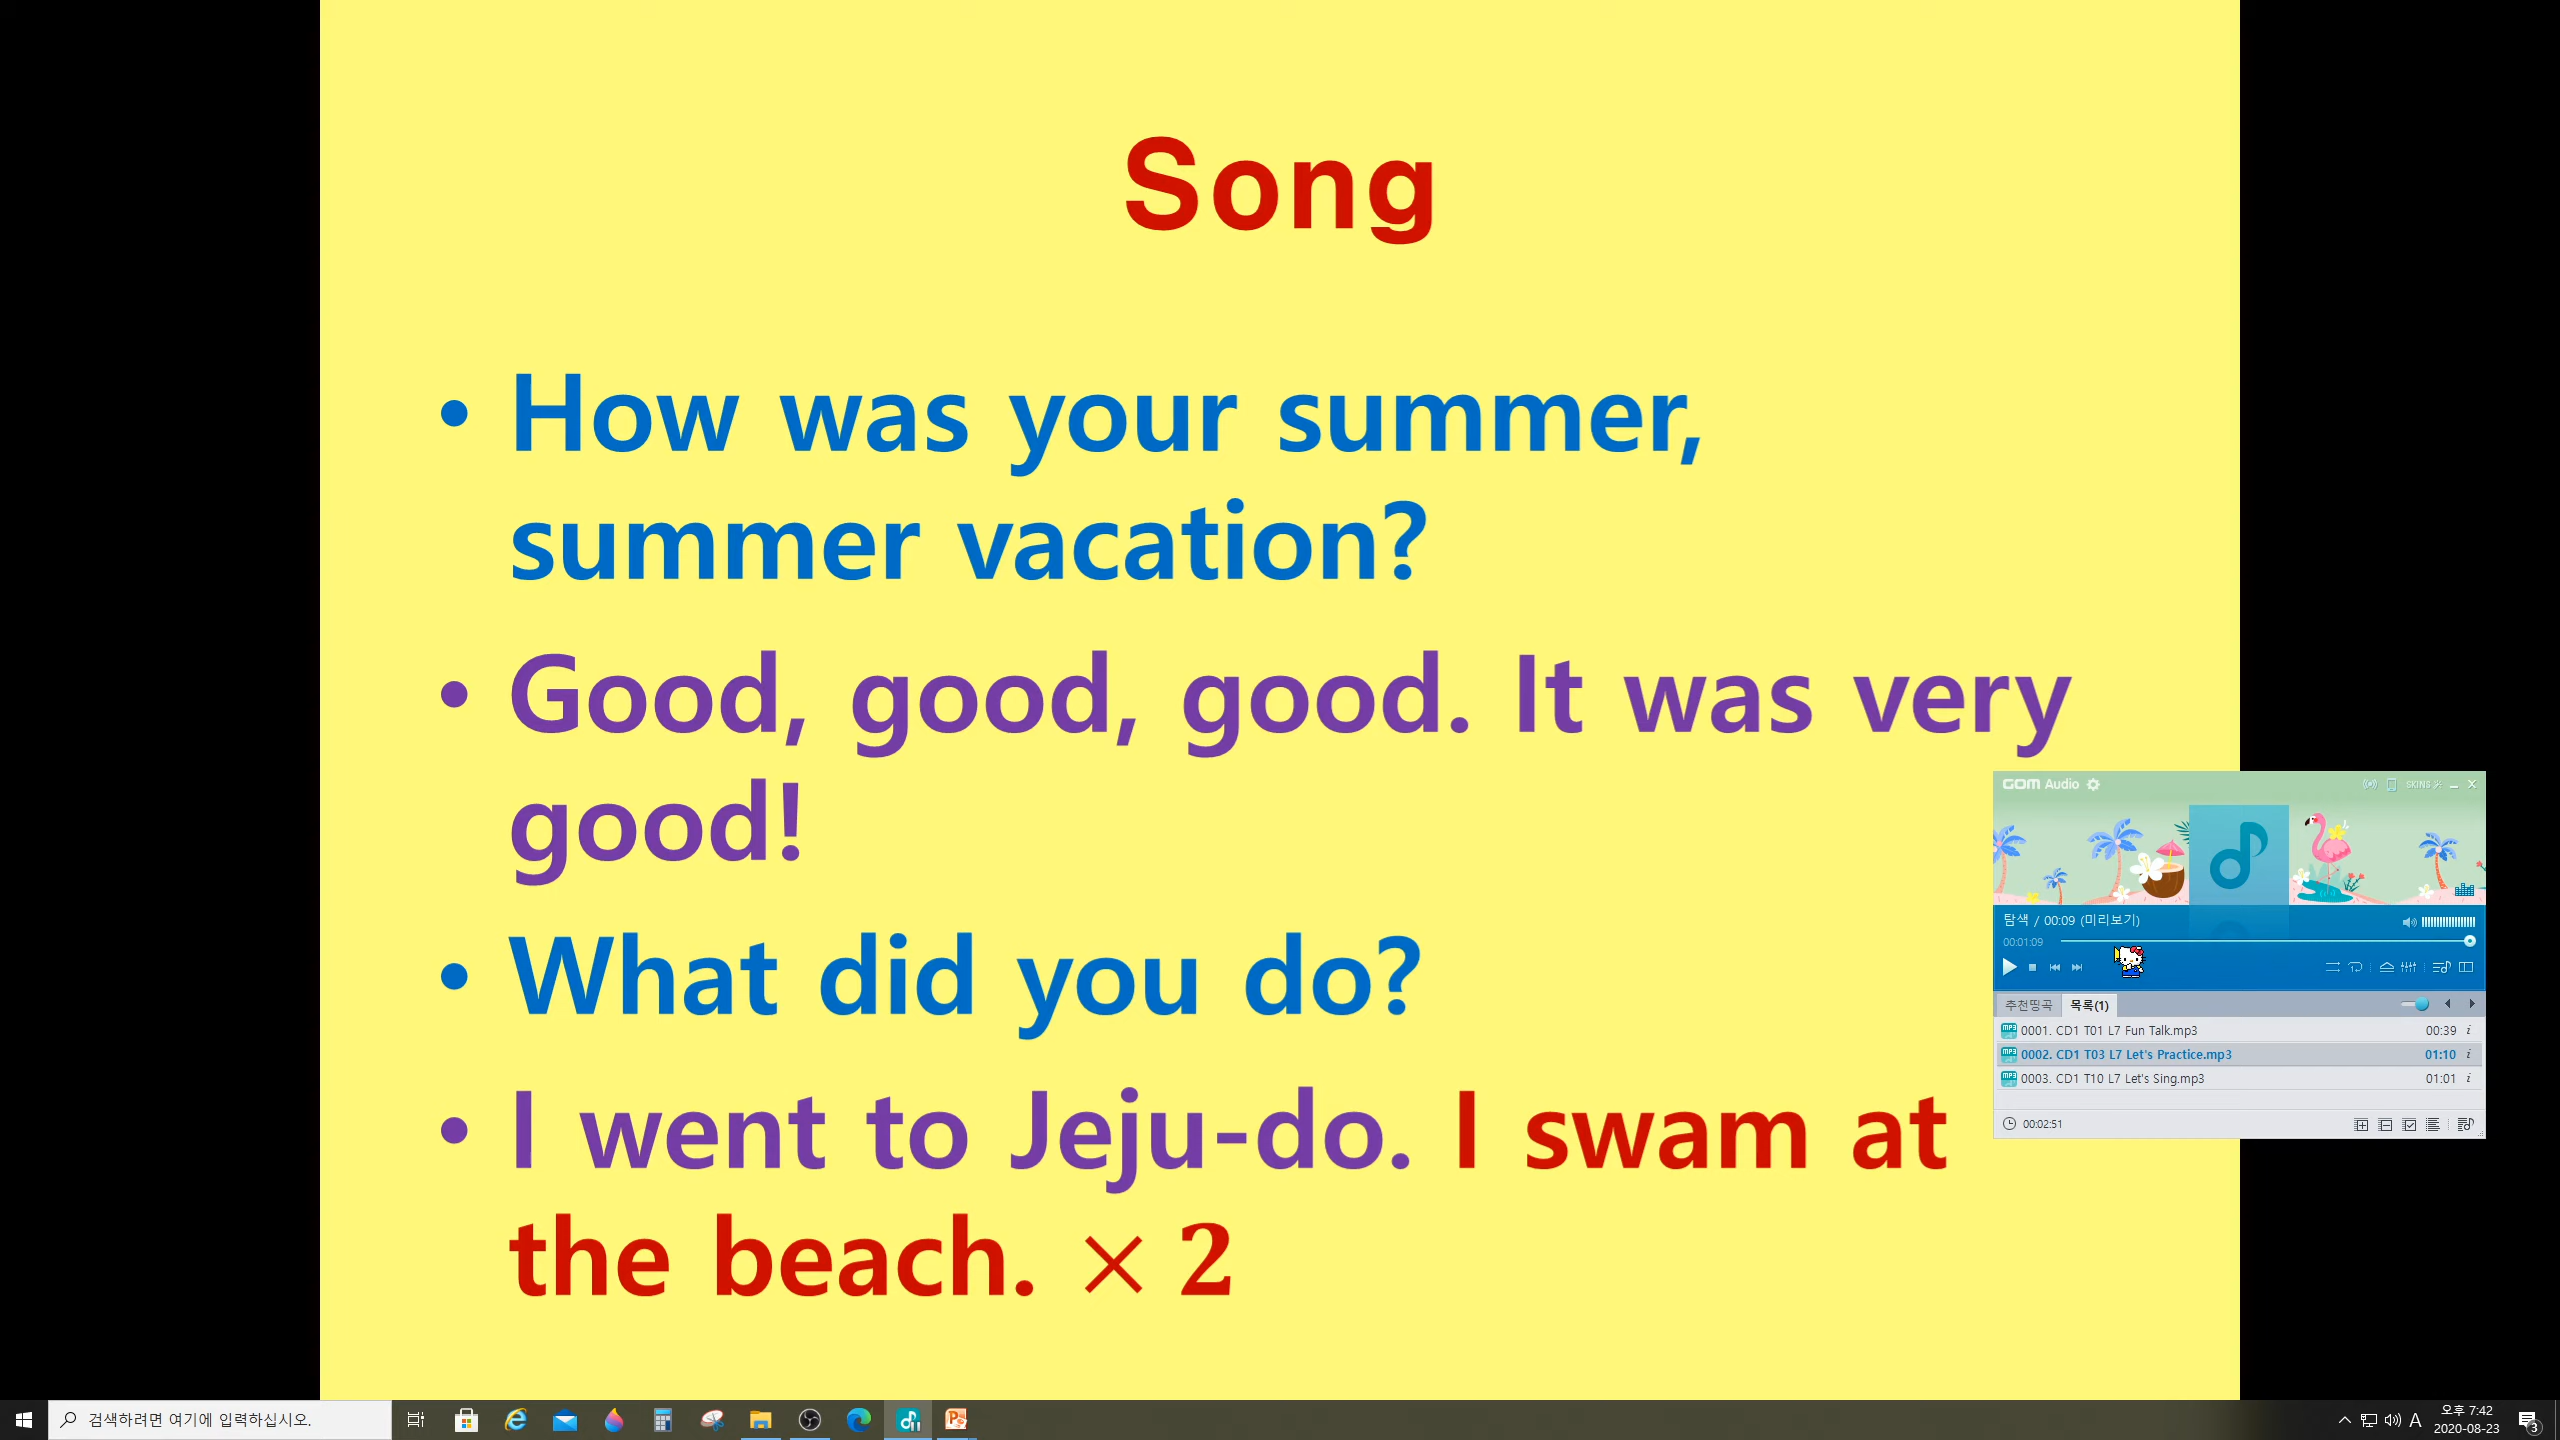 Song
• How was your summer,
summer vacation?
• Good, good, good. It was very
good!
• What did you do?
• I went to Jeju-do. I swam at
the beach. × 2
GOM Audio
SKINS
탐색 / 00:09 (미리보기)
00:01:09
추천띵곡 목록(1)
MP3 0001. CD1 T01 L7 Fun Talk.mp3 00:39 i
MP3 0002. CD1 T03 L7 Let's Practice.mp3 01:10 i
MP3 0003. CD1 T10 L7 Let's Sing.mp3 01:01 i
00:02:51
검색하려면 여기에 입력하십시오.
A
오후 7:42
2020-08-23
3